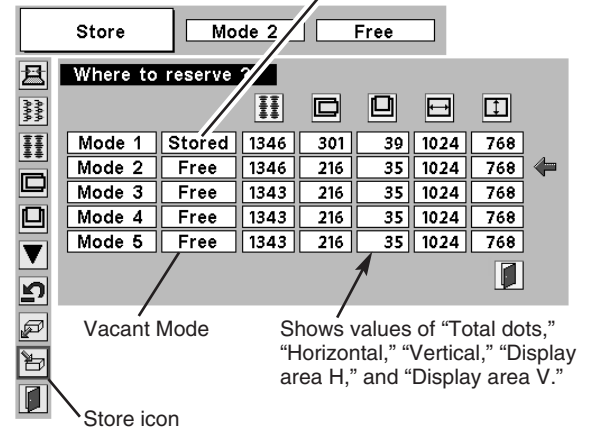 Store Mode 2 Free
Where to reserve ?
Mode 1 Stored 1346 301 39 1024 768
Mode 2 Free 1346 216 35 1024 768
Mode 3 Free 1343 216 35 1024 768
Mode 4 Free 1343 216 35 1024 768
Mode 5 Free 1343 216 35 1024 768
Vacant Mode
Shows values of “Total dots,”
“Horizontal,” “Vertical,” “Display
area H,” and “Display area V.”
Store icon